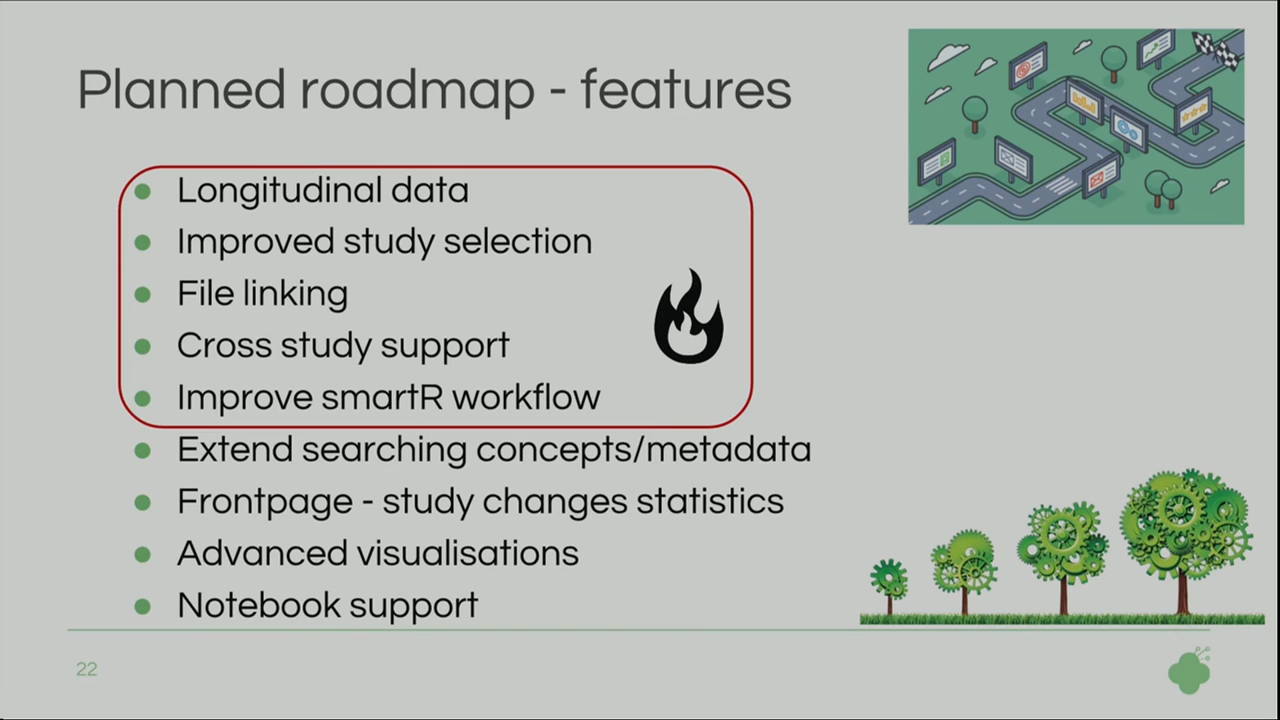 Planned roadmap - features
Longitudinal data
Improved study selection
File linking
Cross study support
Improve smartR workflow
Extend searching concepts/metadata
Frontpage - study changes statistics
Advanced visualisations
Notebook support
22